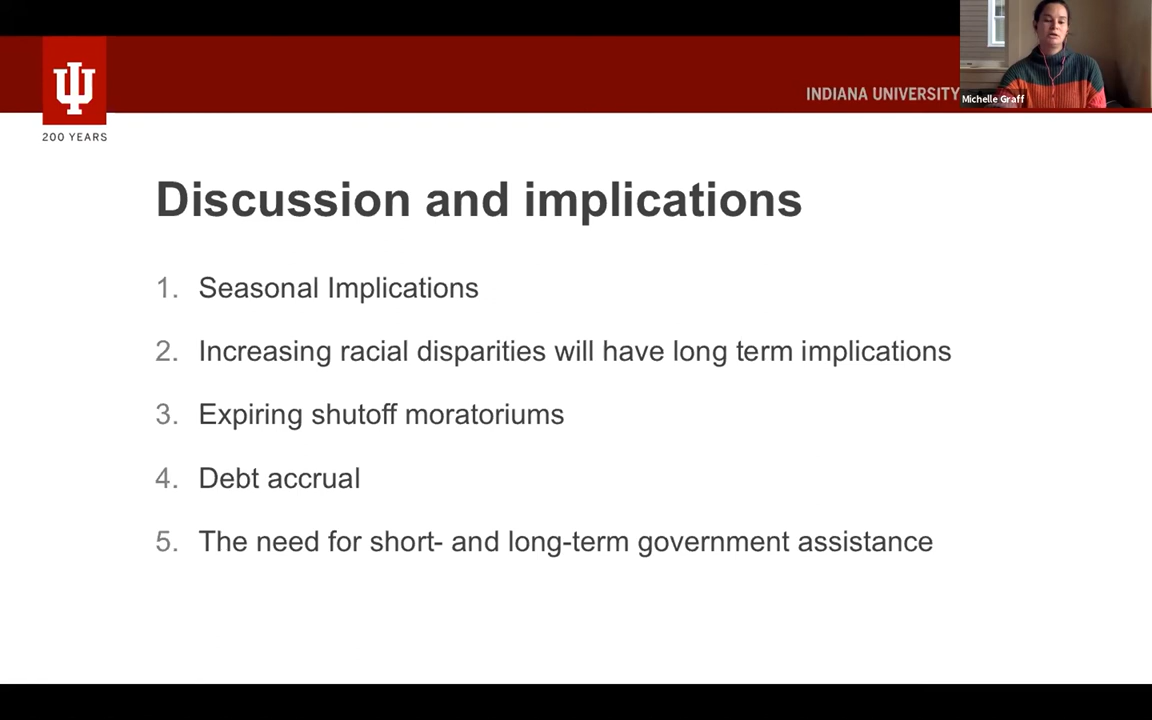 INDIANA UNIVERSITY
Michelle Graff
200 YEARS
Discussion and implications
1. Seasonal Implications
2. Increasing racial disparities will have long term implications
3. Expiring shutoff moratoriums
4. Debt accrual
5. The need for short- and long-term government assistance